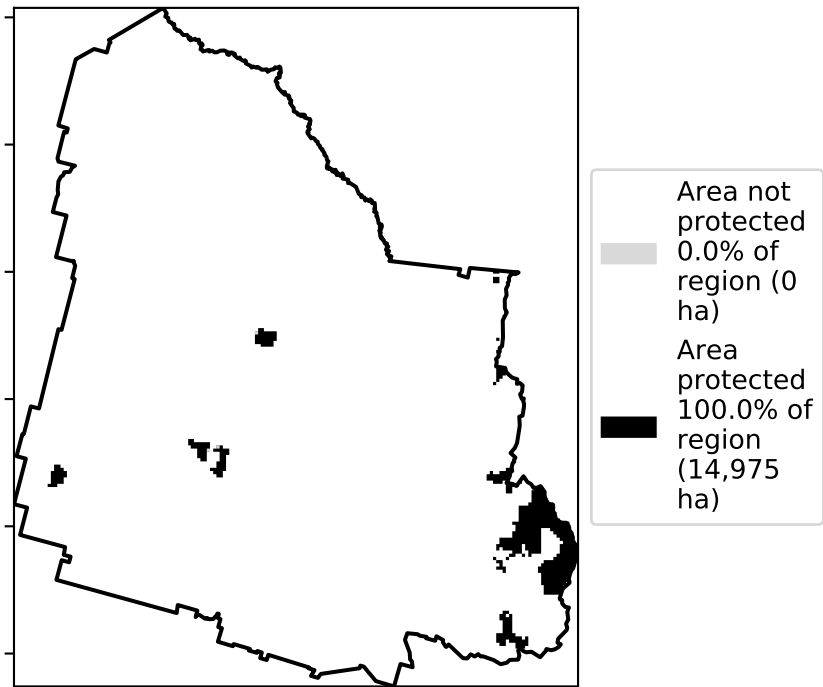 Area not
protected
0.0% of
region (0
ha)
Area
protected
100.0% of
region
(14,975
ha)